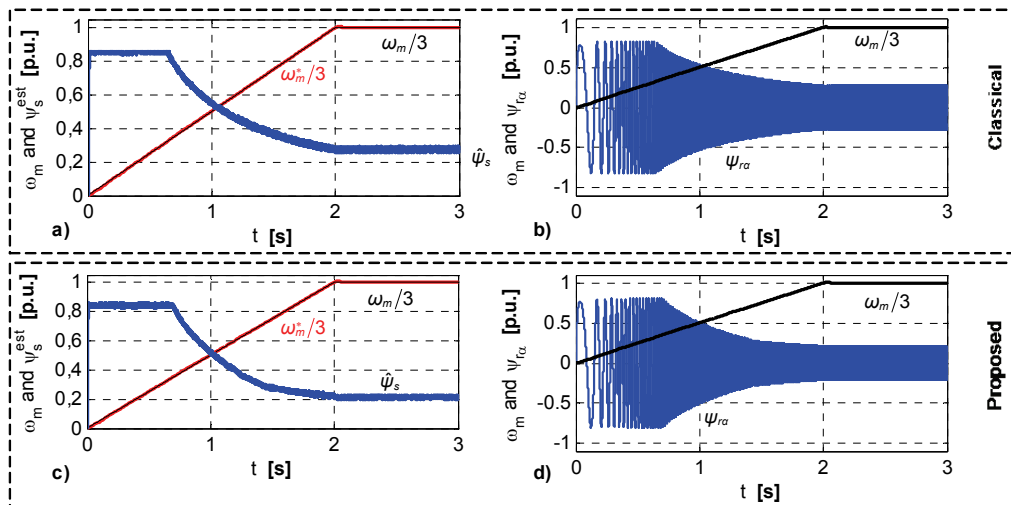 ω_m and ψ_s^est [p.u.]
1
0.8
0.6
0.4
0,2
0
ω_m/3
ω_m^*/3
ψ̂_s
0
1
2
3
a)
t [s]
ω_m and ψ_rα [p.u.]
1
0.5
0
-0.5
-1
ω_m/3
ψ_rα
0
1
2
3
b)
t [s]
Classical
ω_m and ψ_s^est [p.u.]
1
0.8
0.6
0.4
0,2
0
ω_m/3
ω_m^*/3
ψ̂_s
0
1
2
3
c)
t [s]
ω_m and ψ_rα [p.u.]
1
0.5
0
-0.5
-1
ω_m/3
ψ_rα
0
1
2
3
d)
t [s]
Proposed